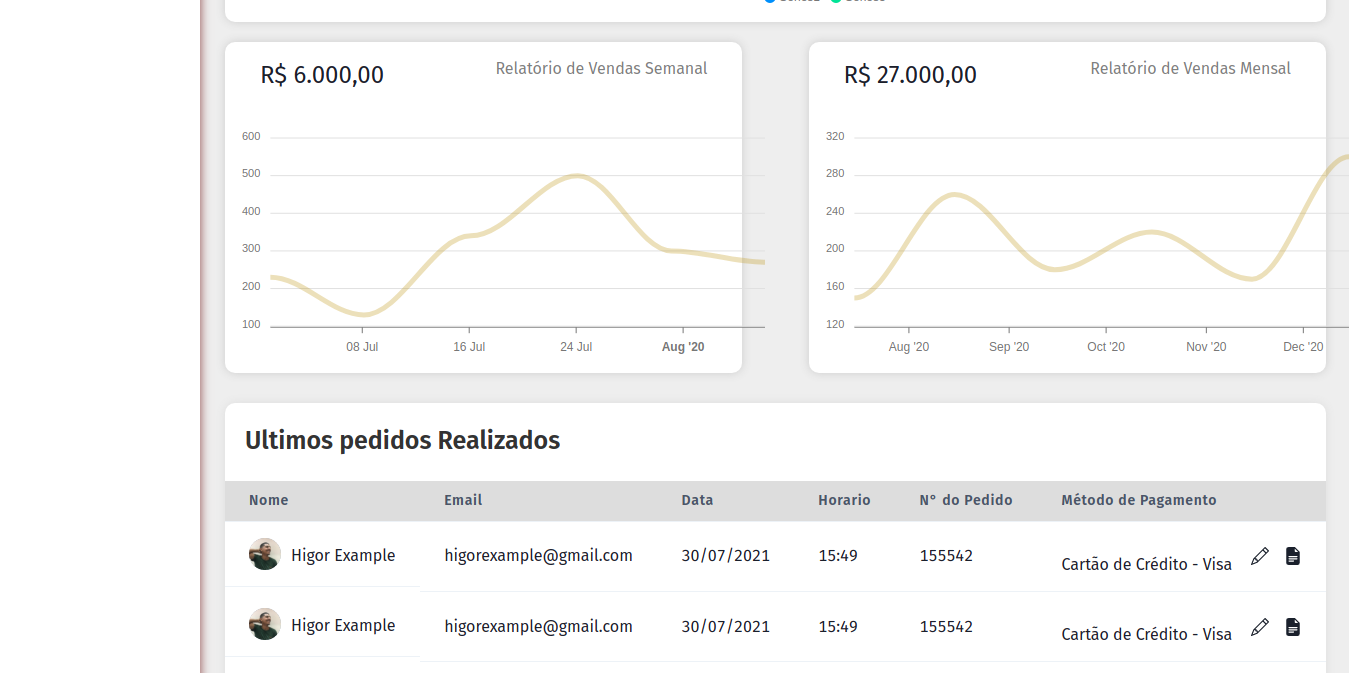 R$ 6.000,00 Relatório de Vendas Semanal
600
500
400
300
200
100
08 Jul 16 Jul 24 Jul Aug '20
R$ 27.000,00 Relatório de Vendas Mensal
320
280
240
200
160
120
Aug '20 Sep '20 Oct '20 Nov '20 Dec '20
Ultimos pedidos Realizados
Nome Email Data Horario N° do Pedido Método de Pagamento
Higor Example higorexample@gmail.com 30/07/2021 15:49 155542 Cartão de Crédito - Visa
Higor Example higorexample@gmail.com 30/07/2021 15:49 155542 Cartão de Crédito - Visa